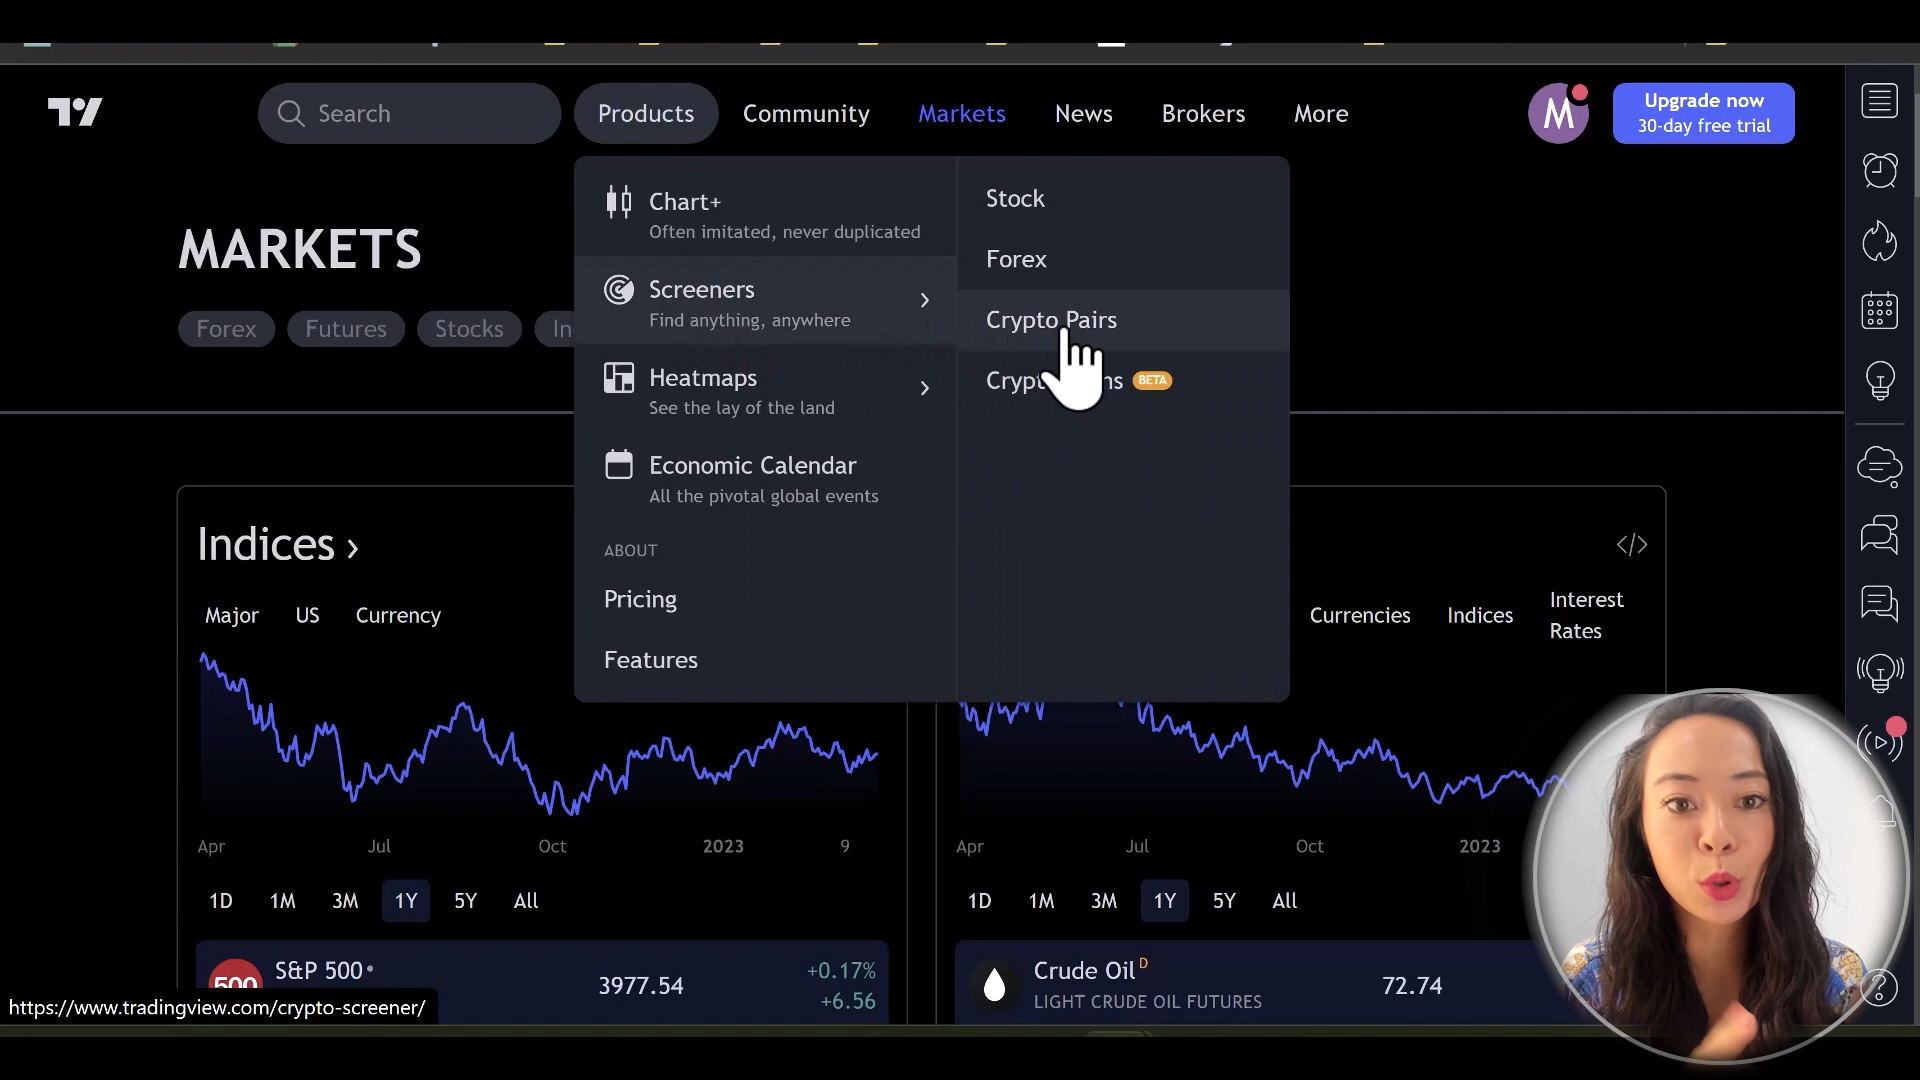 Search
Products
Community
Markets
News
Brokers
More
M
Upgrade now
30-day free trial
MARKETS
Forex
Futures
Stocks
In
Chart+
Often imitated, never duplicated
Screeners
Find anything, anywhere
Heatmaps
See the lay of the land
Economic Calendar
All the pivotal global events
ABOUT
Pricing
Features
Stock
Forex
Crypto Pairs
BETA
Indices
Major
US
Currency
Currencies
Indices
Interest
Rates
Apr
Jul
Oct
2023
9
Apr
Jul
Oct
2023
1D
1M
3M
1Y
5Y
All
1D
1M
3M
1Y
5Y
All
500
S&P 500
3977.54
+0.17%
+6.56
Crude Oil D
LIGHT CRUDE OIL FUTURES
72.74
https://www.tradingview.com/crypto-screener/